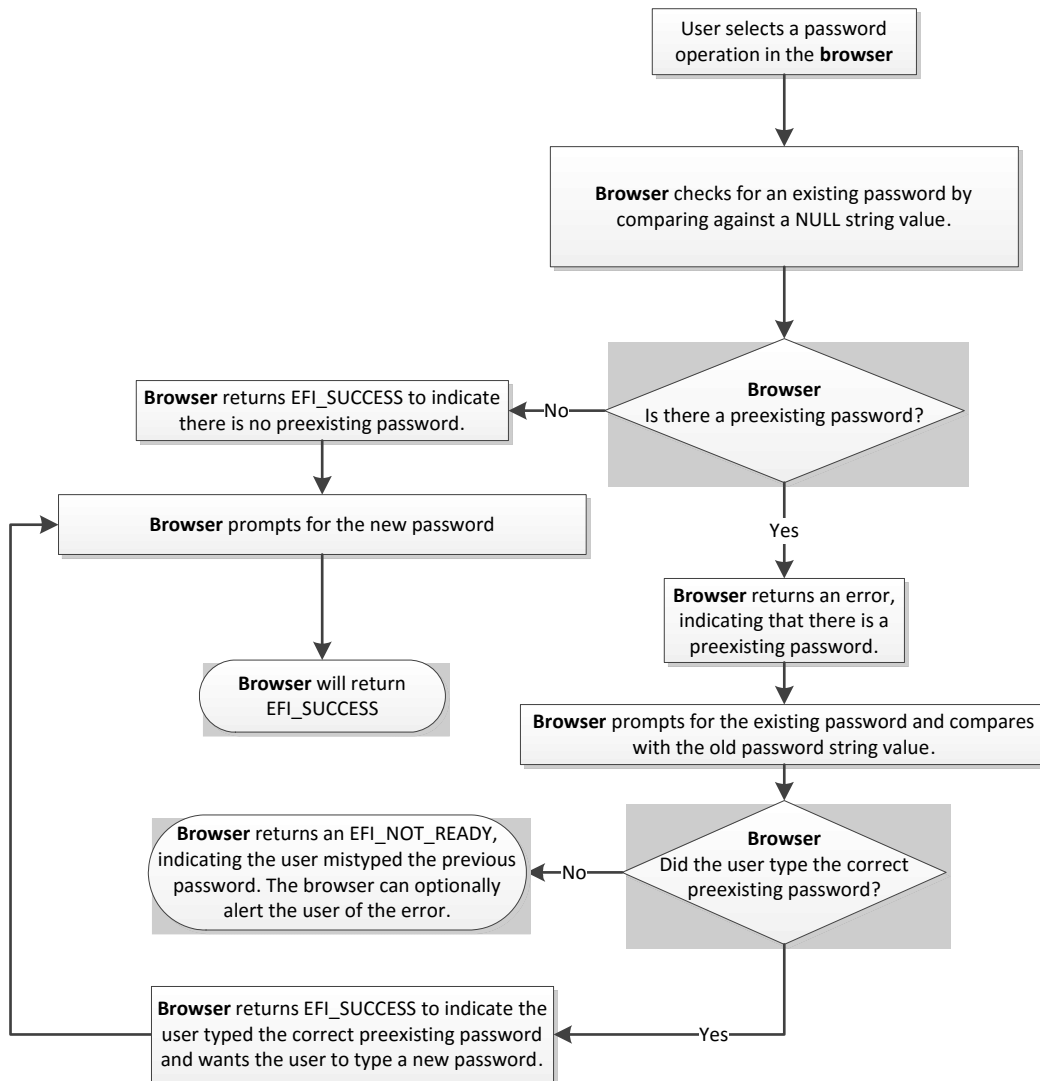 User selects a password
operation in the browser
Browser checks for an existing password by
comparing against a NULL string value.
Browser
Is there a preexisting password?
No
Browser returns EFI_SUCCESS to indicate
there is no preexisting password.
Browser prompts for the new password
Browser will return
EFI_SUCCESS
Yes
Browser returns an error,
indicating that there is a
preexisting password.
Browser prompts for the existing password and compares
with the old password string value.
Browser
Did the user type the correct
preexisting password?
No
Browser returns an EFI_NOT_READY,
indicating the user mistyped the previous
password. The browser can optionally
alert the user of the error.
Yes
Browser returns EFI_SUCCESS to indicate the
user typed the correct preexisting password
and wants the user to type a new password.